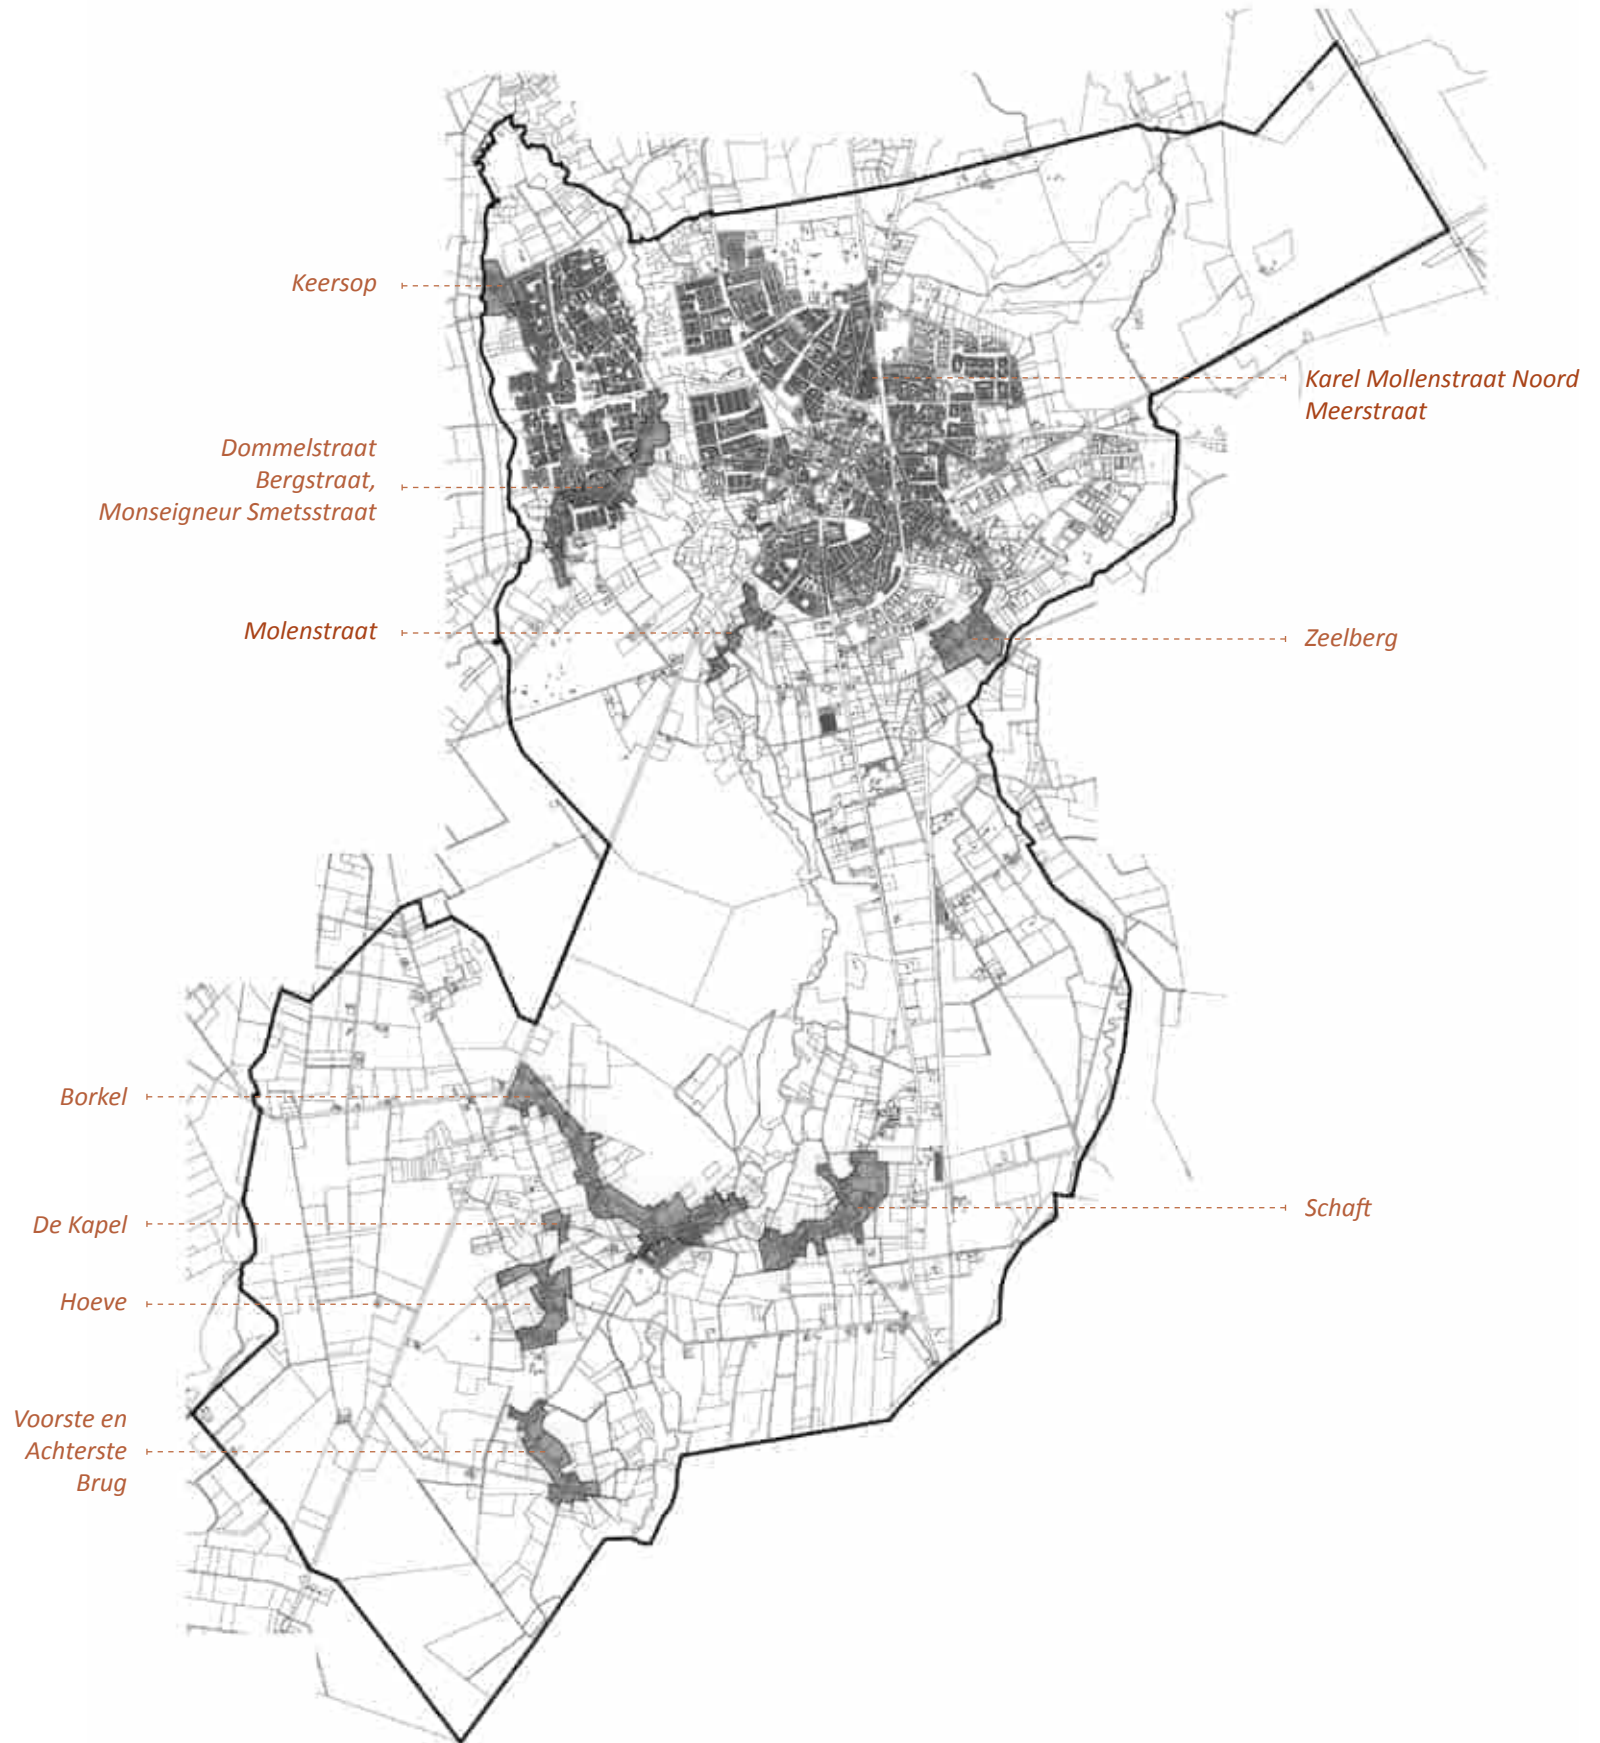 Keersop
Karel Mollenstraat Noord
Meerstraat
Dommelstraat
Bergstraat,
Monseigneur Smetsstraat
Molenstraat
Zeelberg
Borkel
Schaft
De Kapel
Hoeve
Voorste en
Achterste
Brug